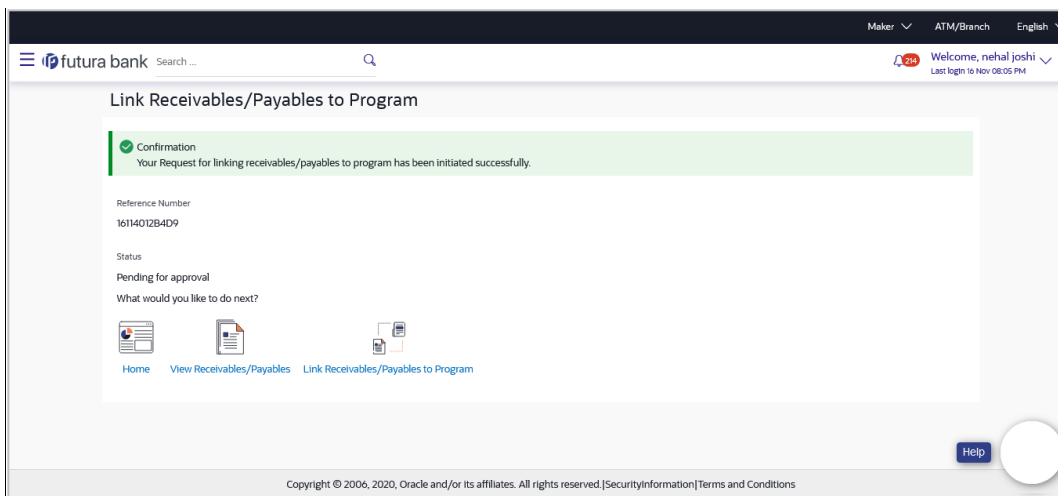 Maker ATM/Branch English
futura bank Search ... 214 Welcome, nehal joshi
Last login 16 Nov 08:05 PM
Link Receivables/Payables to Program
Confirmation
Your Request for linking receivables/payables to program has been initiated successfully.
Reference Number
16114012B4D9
Status
Pending for approval
What would you like to do next?
Home View Receivables/Payables Link Receivables/Payables to Program
Help
Copyright © 2006, 2020, Oracle and/or its affiliates. All rights reserved.|SecurityInformation|Terms and Conditions